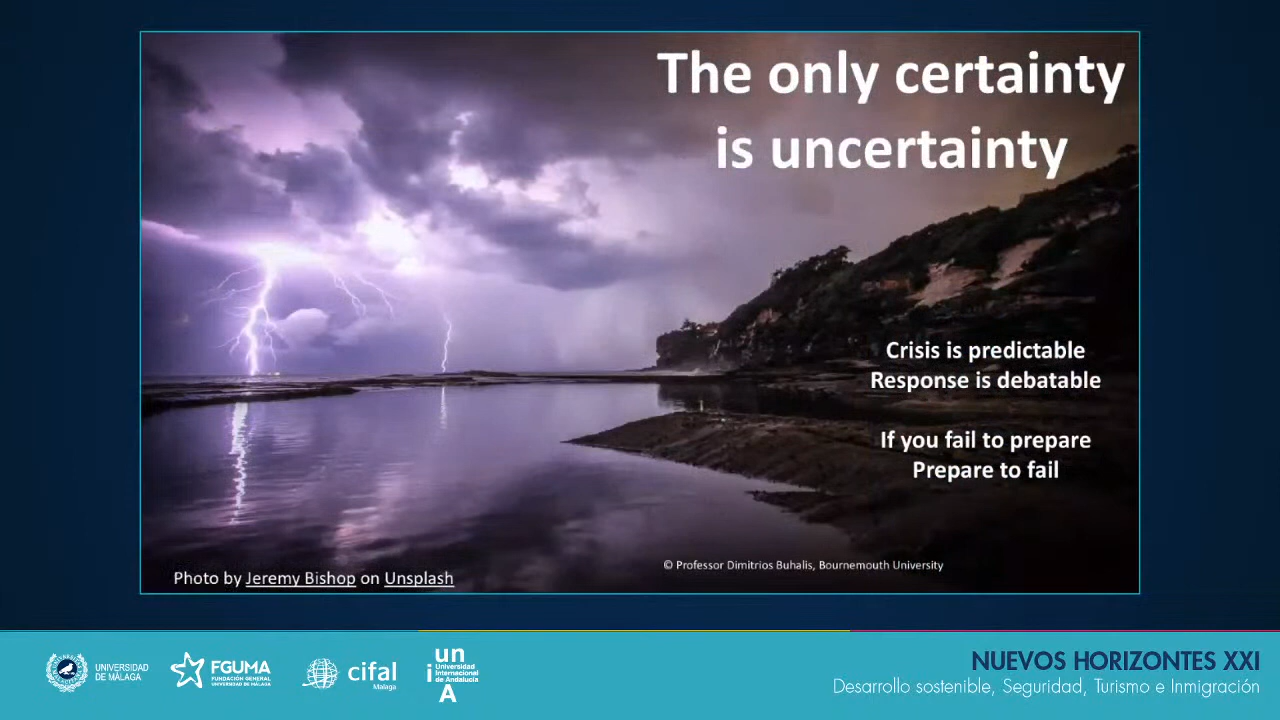 The only certainty
is uncertainty
Crisis is predictable
Response is debatable
If you fail to prepare
Prepare to fail
© Professor Dimitrios Buhalis, Bournemouth University
Photo by Jeremy Bishop on Unsplash
UNIVERSIDAD
DE MÁLAGA
FGUMA
FUNDACIÓN GENERAL
UNIVERSIDAD DE MÁLAGA
cifal
Málaga
un
i
Universidad
Internacional
de Andalucía
A
NUEVOS HORIZONTES XXI
Desarrollo sostenible, Seguridad, Turismo e Inmigración